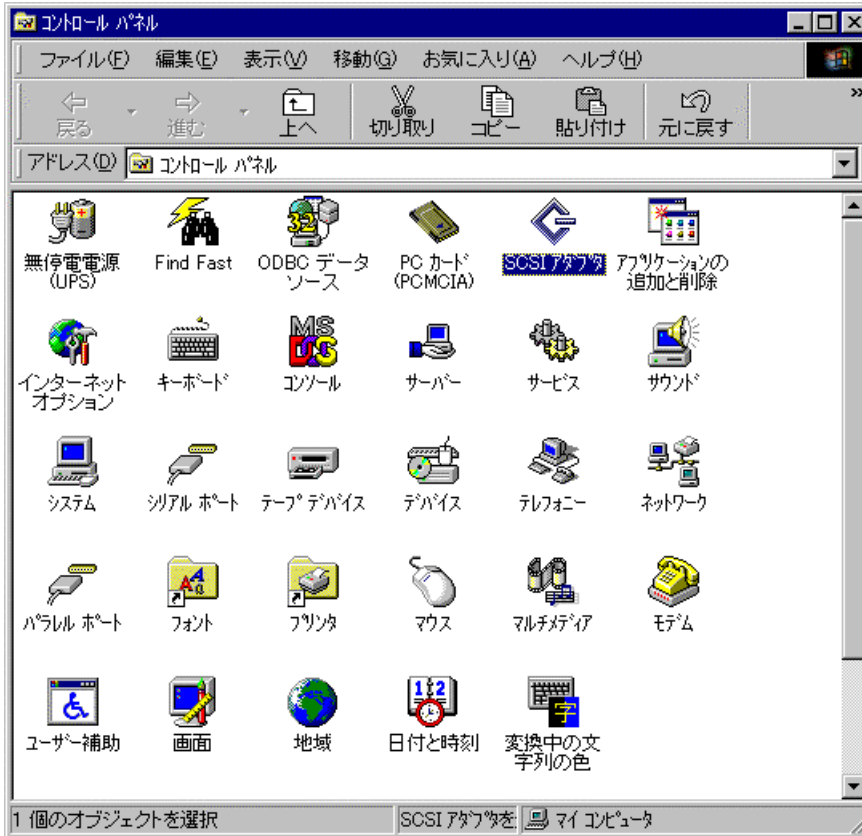 コントロール パネル
ファイル(F) 編集(E) 表示(V) 移動(G) お気に入り(A) ヘルプ(H)
戻る 進む 上へ 切り取り コピー 貼り付け 元に戻す
アドレス(D) コントロール パネル
無停電電源
(UPS)
Find Fast
ODBC データ
ソース
PC カード
(PCMCIA)
SCSI アダプタ
アプリケーションの
追加と削除
インターネット
オプション
キーボード
MS
DOS
コンソール
サーバー
サービス
サウンド
システム
シリアル ポート
テープ デバイス
デバイス
テレフォニー
ネットワーク
パラレル ポート
フォント
プリンタ
マウス
マルチメディア
モデム
ユーザー補助
画面
地域
日付と時刻
変換中の文
字列の色
1 個のオブジェクトを選択 SCSI アダプタを マイ コンピュータ